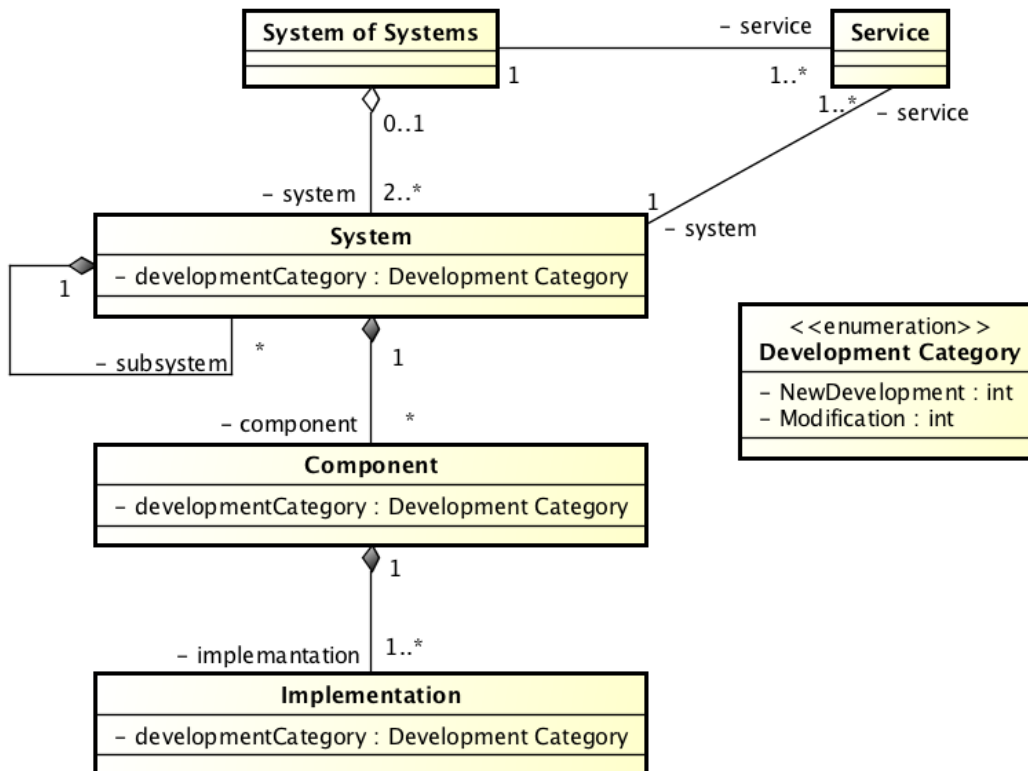 System of Systems
– service
Service
1
1..*
1..*
– service
0..1
– system
2..*
1
– system
System
– developmentCategory : Development Category
1
– subsystem
*
1
<<enumeration>>
Development Category
– NewDevelopment : int
– Modification : int
– component
*
Component
– developmentCategory : Development Category
1
– implemantation
1..*
Implementation
– developmentCategory : Development Category